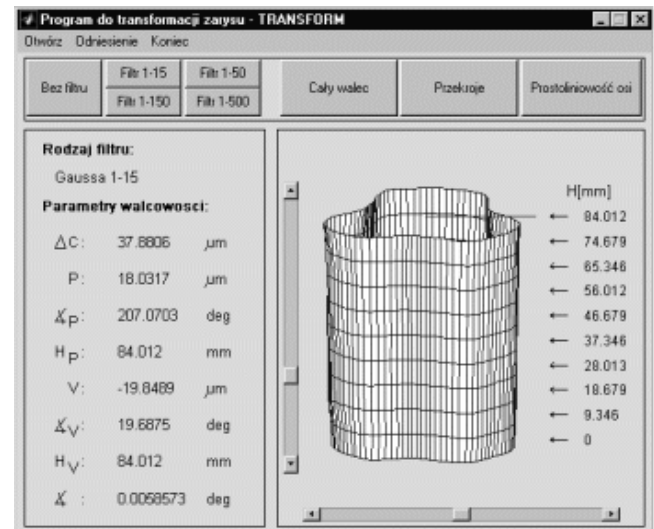 Program do transformacji zarysu - TRANSFORM
Otwórz Odniesienie Koniec
Bez filtru
Filtr 1-15
Filtr 1-50
Filtr 1-150
Filtr 1-500
Cały walec
Przekroje
Prostoliniowość osi
Rodzaj filtru:
Gaussa 1-15
Parametry walcowosci:
ΔC: 37.8806 µm
P: 18.0317 µm
∡P: 207.0703 deg
HP: 84.012 mm
V: -19.8489 µm
∡V: 19.6875 deg
HV: 84.012 mm
∡ : 0.0058573 deg
H[mm]
← 84.012
← 74.679
← 65.346
← 56.012
← 46.679
← 37.346
← 28.013
← 18.679
← 9.346
← 0